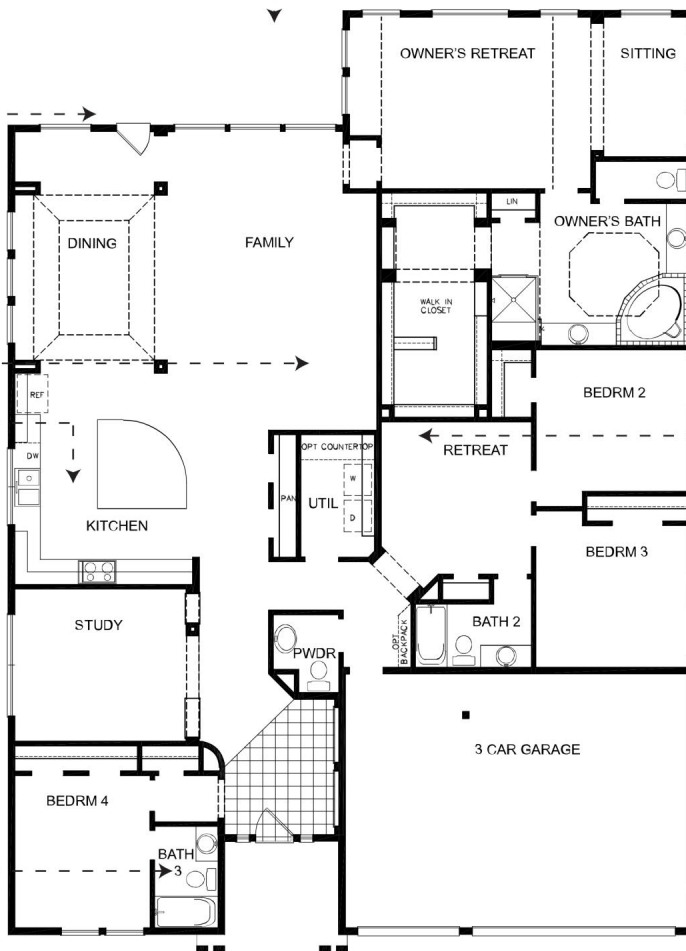 OWNER'S RETREAT
SITTING
DINING
FAMILY
LIN
OWNER'S BATH
WALK IN
CLOSET
REF
BEDRM 2
DW
OPT COUNTERTOP
RETREAT
W
PAN
UTIL
D
KITCHEN
BEDRM 3
STUDY
PWDR
OPT
BACKPACK
BATH 2
3 CAR GARAGE
BEDRM 4
BATH
3